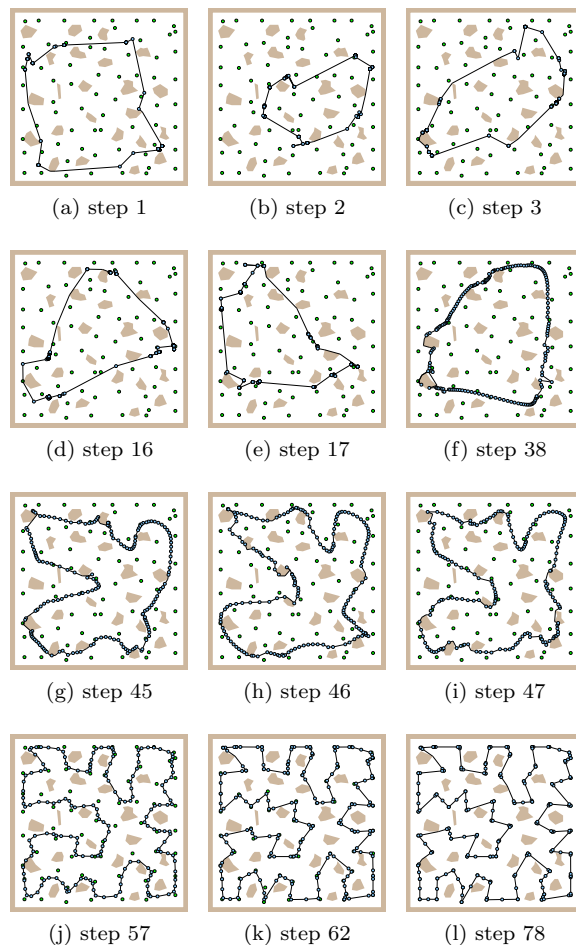 (a) step 1
(b) step 2
(c) step 3
(d) step 16
(e) step 17
(f) step 38
(g) step 45
(h) step 46
(i) step 47
(j) step 57
(k) step 62
(l) step 78